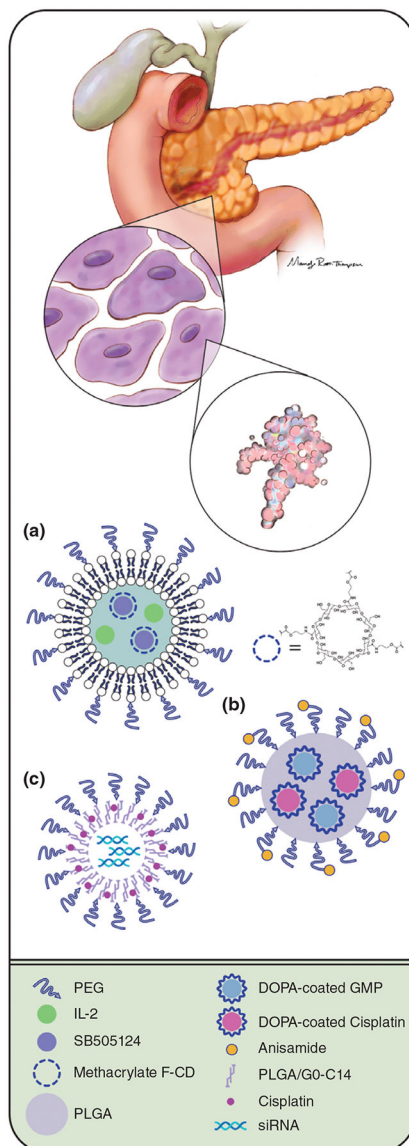 (a)
=
(b)
(c)
PEG
IL-2
SB505124
Methacrylate F-CD
PLGA
DOPA-coated GMP
DOPA-coated Cisplatin
Anisamide
PLGA/G0-C14
Cisplatin
siRNA